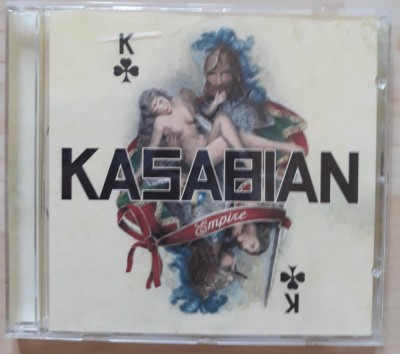 K
KASABIAN
Empire
K